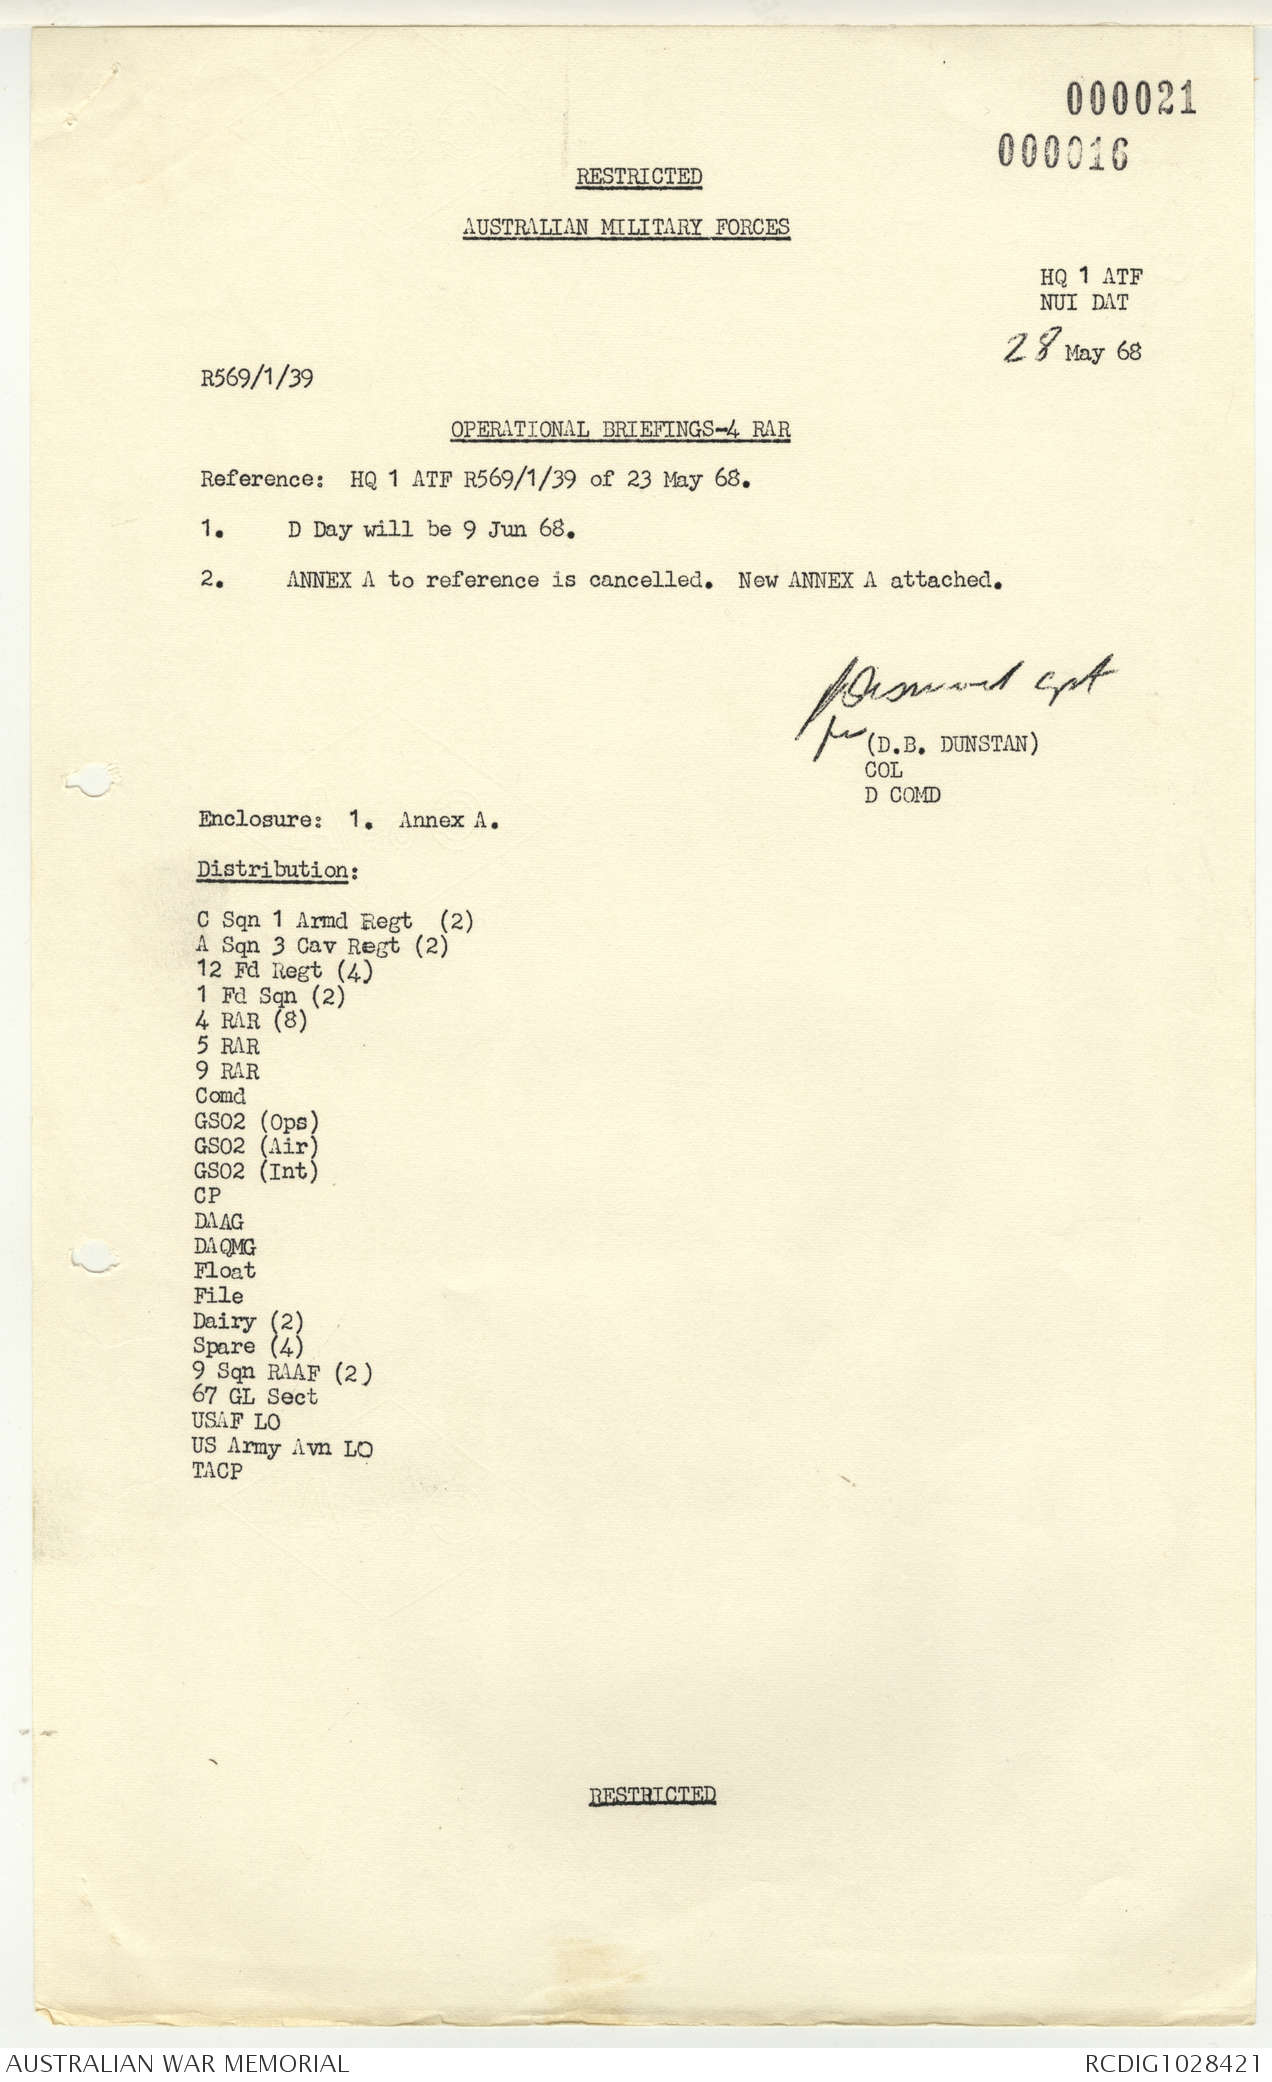 000021
000016
RESTRICTED
AUSTRALIAN MILITARY FORCES
HQ 1 ATF
NUI DAT
28 May 68
R569/1/39
OPERATIONAL BRIEFINGS-4 RAR
Reference: HQ 1 ATF R569/1/39 of 23 May 68.
1. D Day will be 9 Jun 68.
2. ANNEX A to reference is cancelled. New ANNEX A attached.
Capt
for (D.B. DUNSTAN)
COL
D COMD
Enclosure: 1. Annex A.
Distribution:
C Sqn 1 Armd Regt (2)
A Sqn 3 Cav Regt (2)
12 Fd Regt (4)
1 Fd Sqn (2)
4 RAR (8)
5 RAR
9 RAR
Comd
GSO2 (Ops)
GSO2 (Air)
GSO2 (Int)
CP
DAAG
DAQMG
Float
File
Dairy (2)
Spare (4)
9 Sqn RAAF (2)
67 GL Sect
USAF LO
US Army Avn LO
TACP
RESTRICTED
AUSTRALIAN WAR MEMORIAL
RCDIG1028421